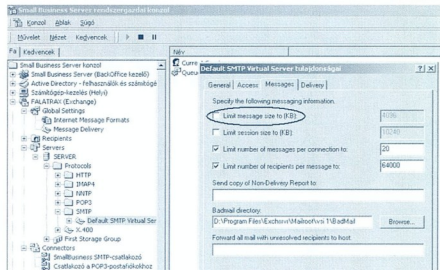 Small Business Server rendszergazdai konzol
Konzol Ablak Súgó
Művelet Nézet Kedvencek
Fa Kedvencek
Small Business Server konzol
Small Business Server (BackOffice kezelő)
Active Directory - Felhasználók és számítógé
Számítógép-kezelés (Helyi)
FALATRAX (Exchange)
Global Settings
Internet Message Formats
Message Delivery
Recipients
Servers
SERVER
Protocols
HTTP
IMAP4
NNTP
POP3
SMTP
Default SMTP Virtual Ser
X.400
First Storage Group
Connectors
SmallBusiness SMTP-csatlakozó
Csatlakozó a POP3-postafiókokhoz
Név
Curre
Queue
Default SMTP Virtual Server tulajdonságai
General Access Messages Delivery
Specify the following messaging information.
Limit message size to (KB): 4096
Limit session size to (KB): 10240
Limit number of messages per connection to: 20
Limit number of recipients per message to: 64000
Send copy of Non-Delivery Report to:
Badmail directory:
D:\Program Files\Exchsrvr\Mailroot\vsi 1\BadMail Browse...
Forward all mail with unresolved recipients to host: